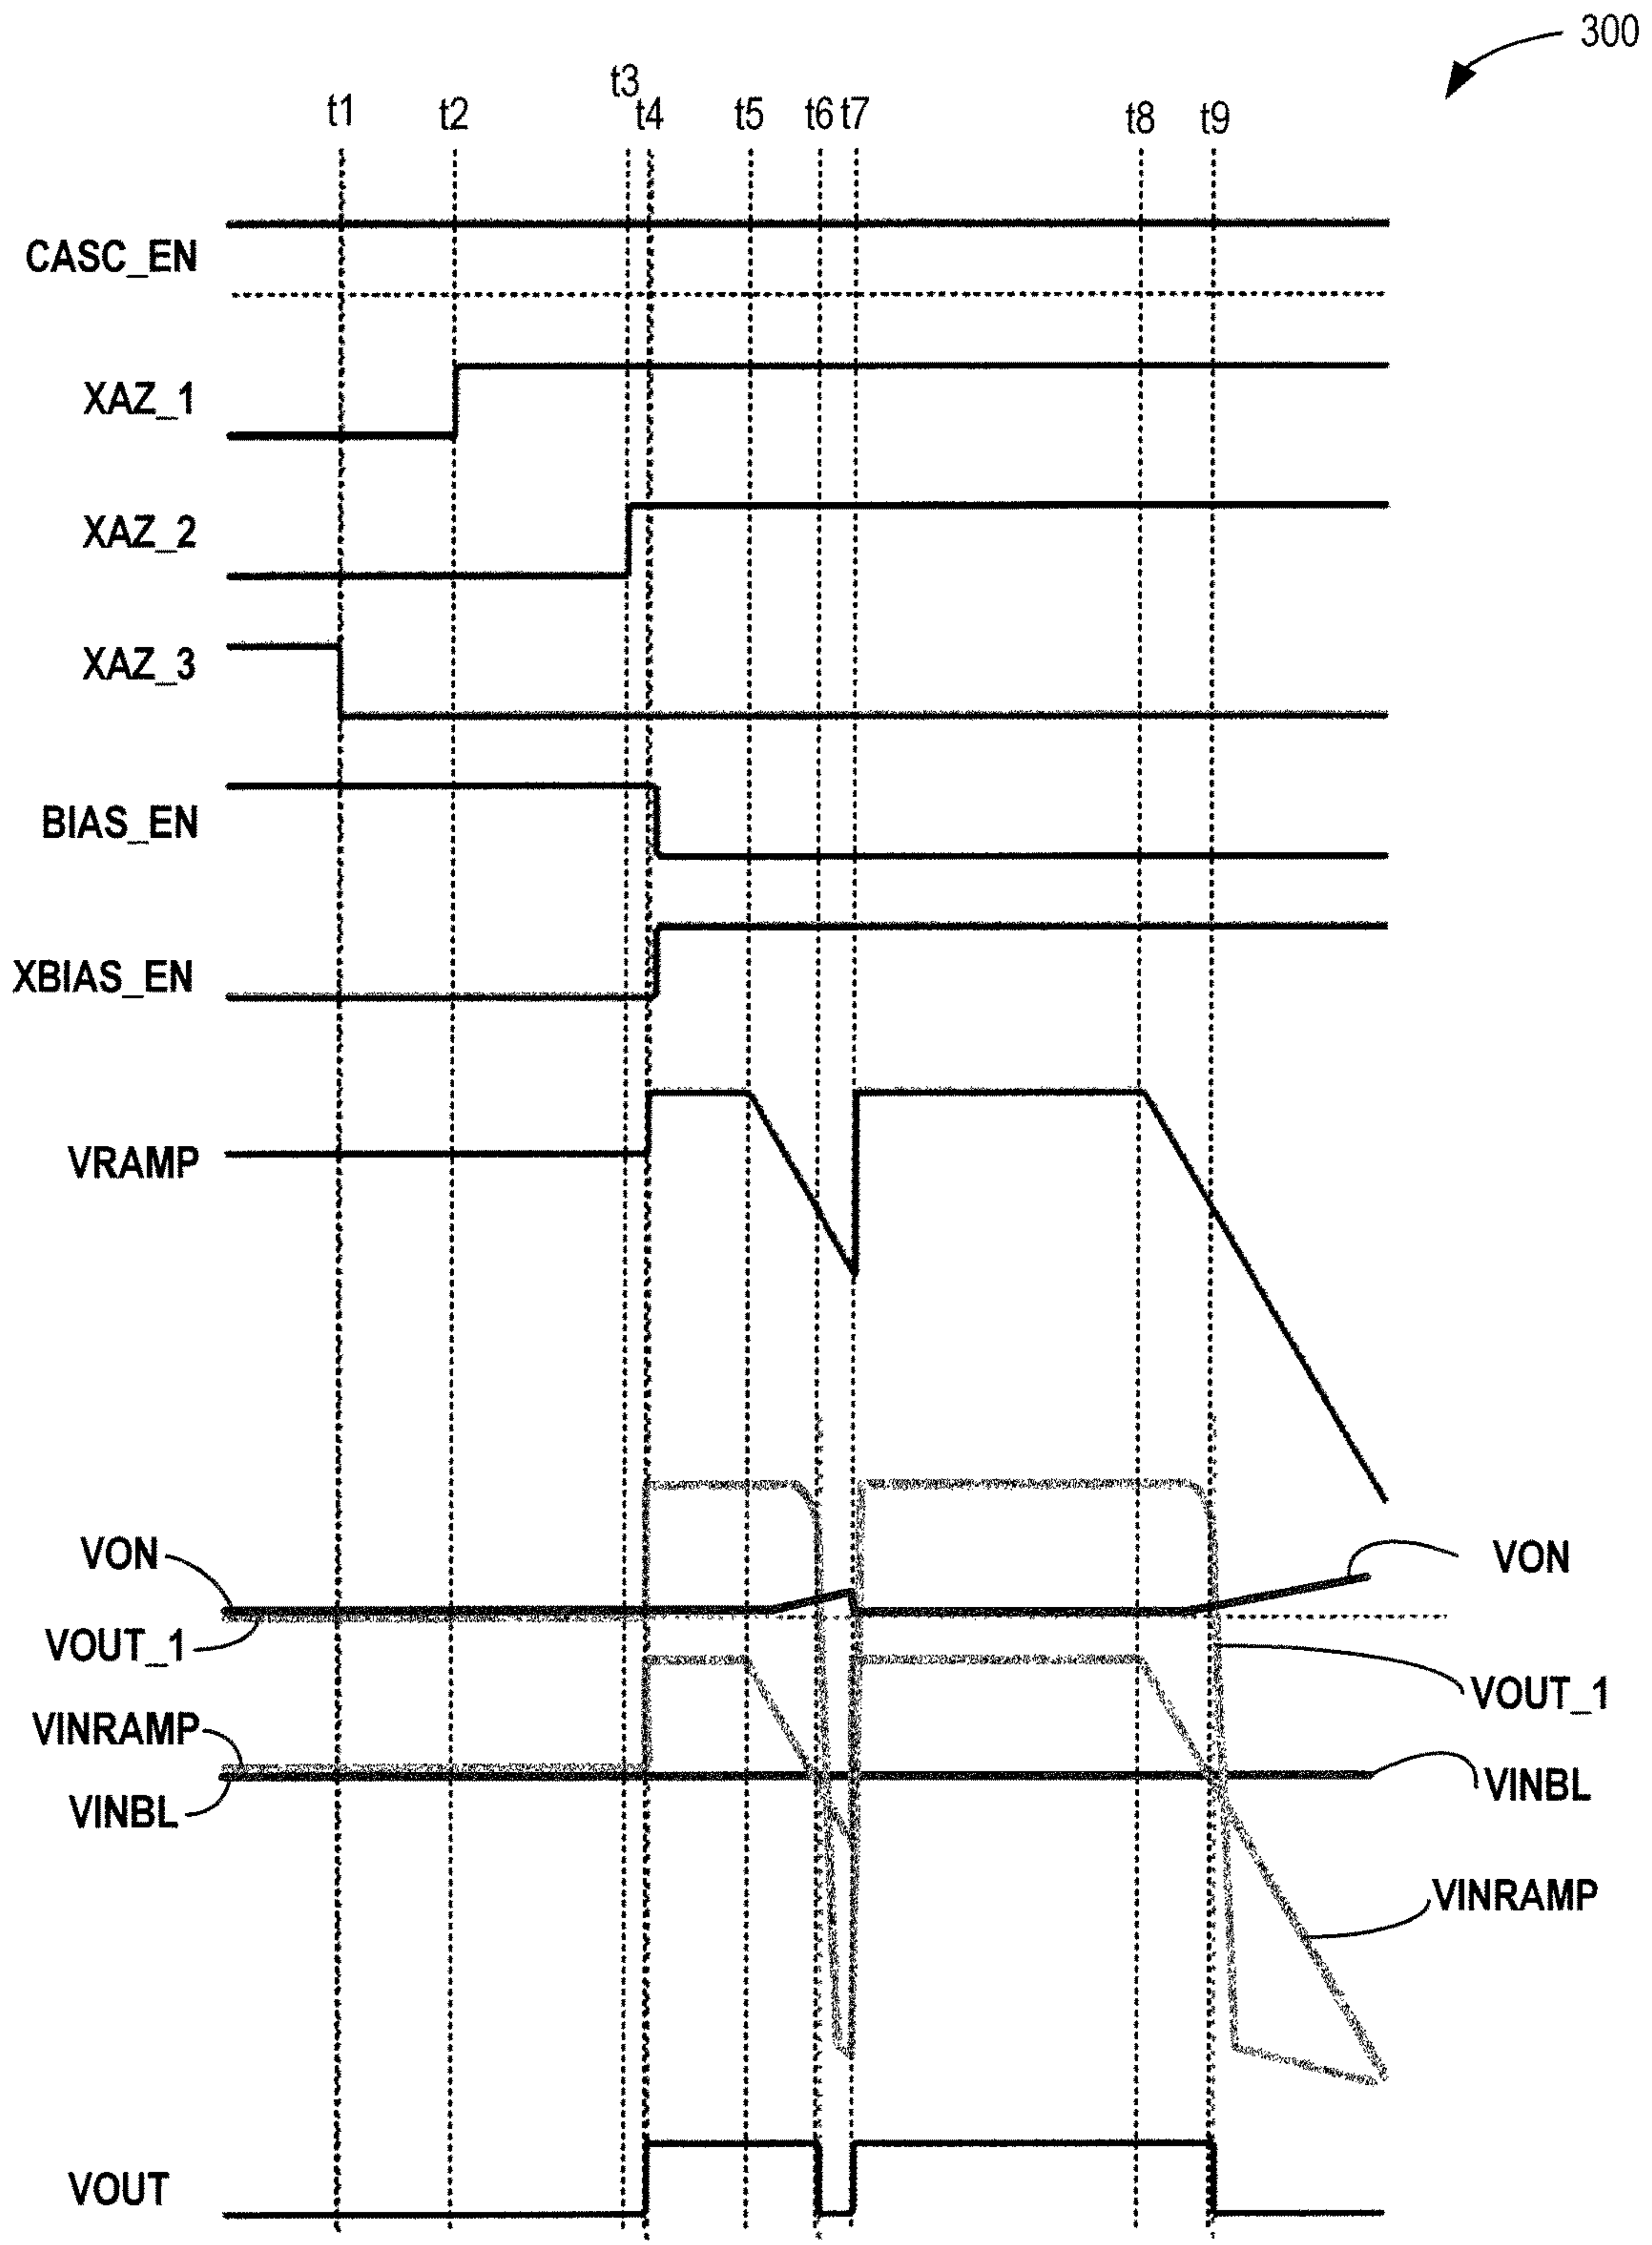 300
t1
t2
t3
t4
t5
t6
t7
t8
t9
CASC_EN
XAZ_1
XAZ_2
XAZ_3
BIAS_EN
XBIAS_EN
VRAMP
VON
VON
VOUT_1
VOUT_1
VINRAMP
VINBL
VINBL
VINRAMP
VOUT